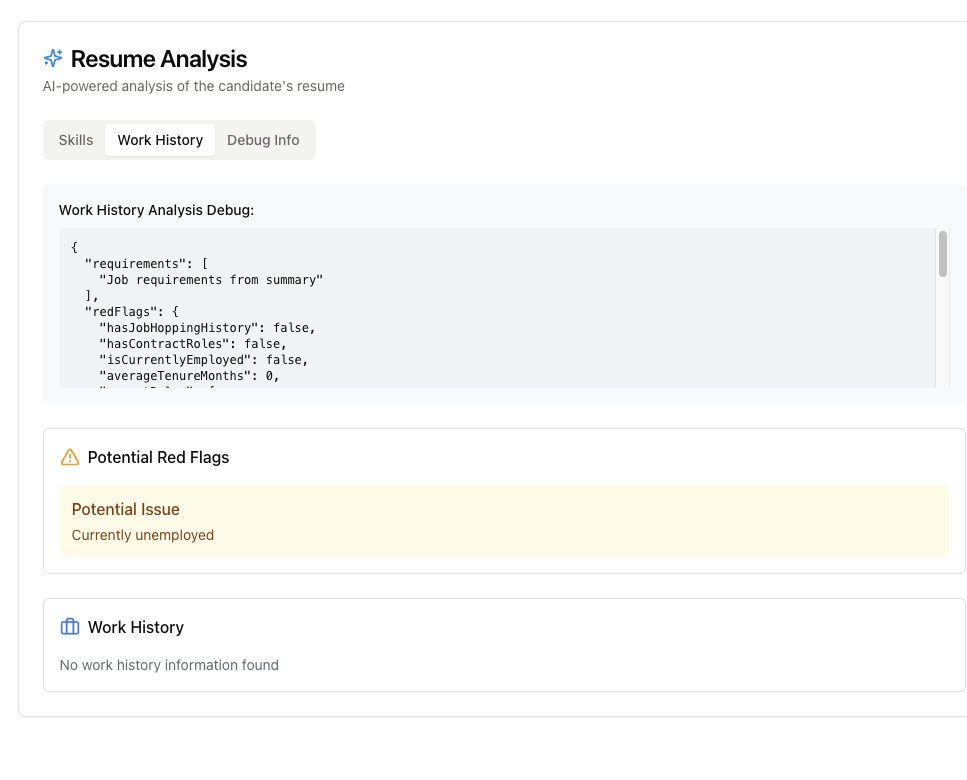 Resume Analysis
AI-powered analysis of the candidate's resume
Skills Work History Debug Info
Work History Analysis Debug:
{
  "requirements": [
    "Job requirements from summary"
  ],
  "redFlags": {
    "hasJobHoppingHistory": false,
    "hasContractRoles": false,
    "isCurrentlyEmployed": false,
    "averageTenureMonths": 0,
Potential Red Flags
Potential Issue
Currently unemployed
Work History
No work history information found